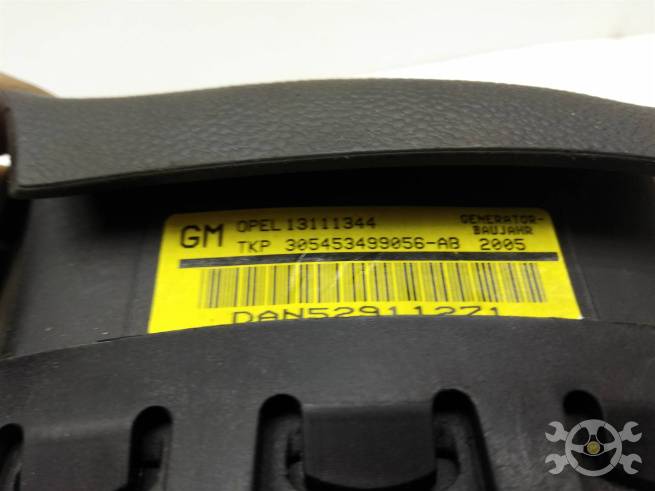 GM OPEL 13111344 GENERATOR-
BAUJAHR
TKP 305453499056-AB 2005
DAN52911271